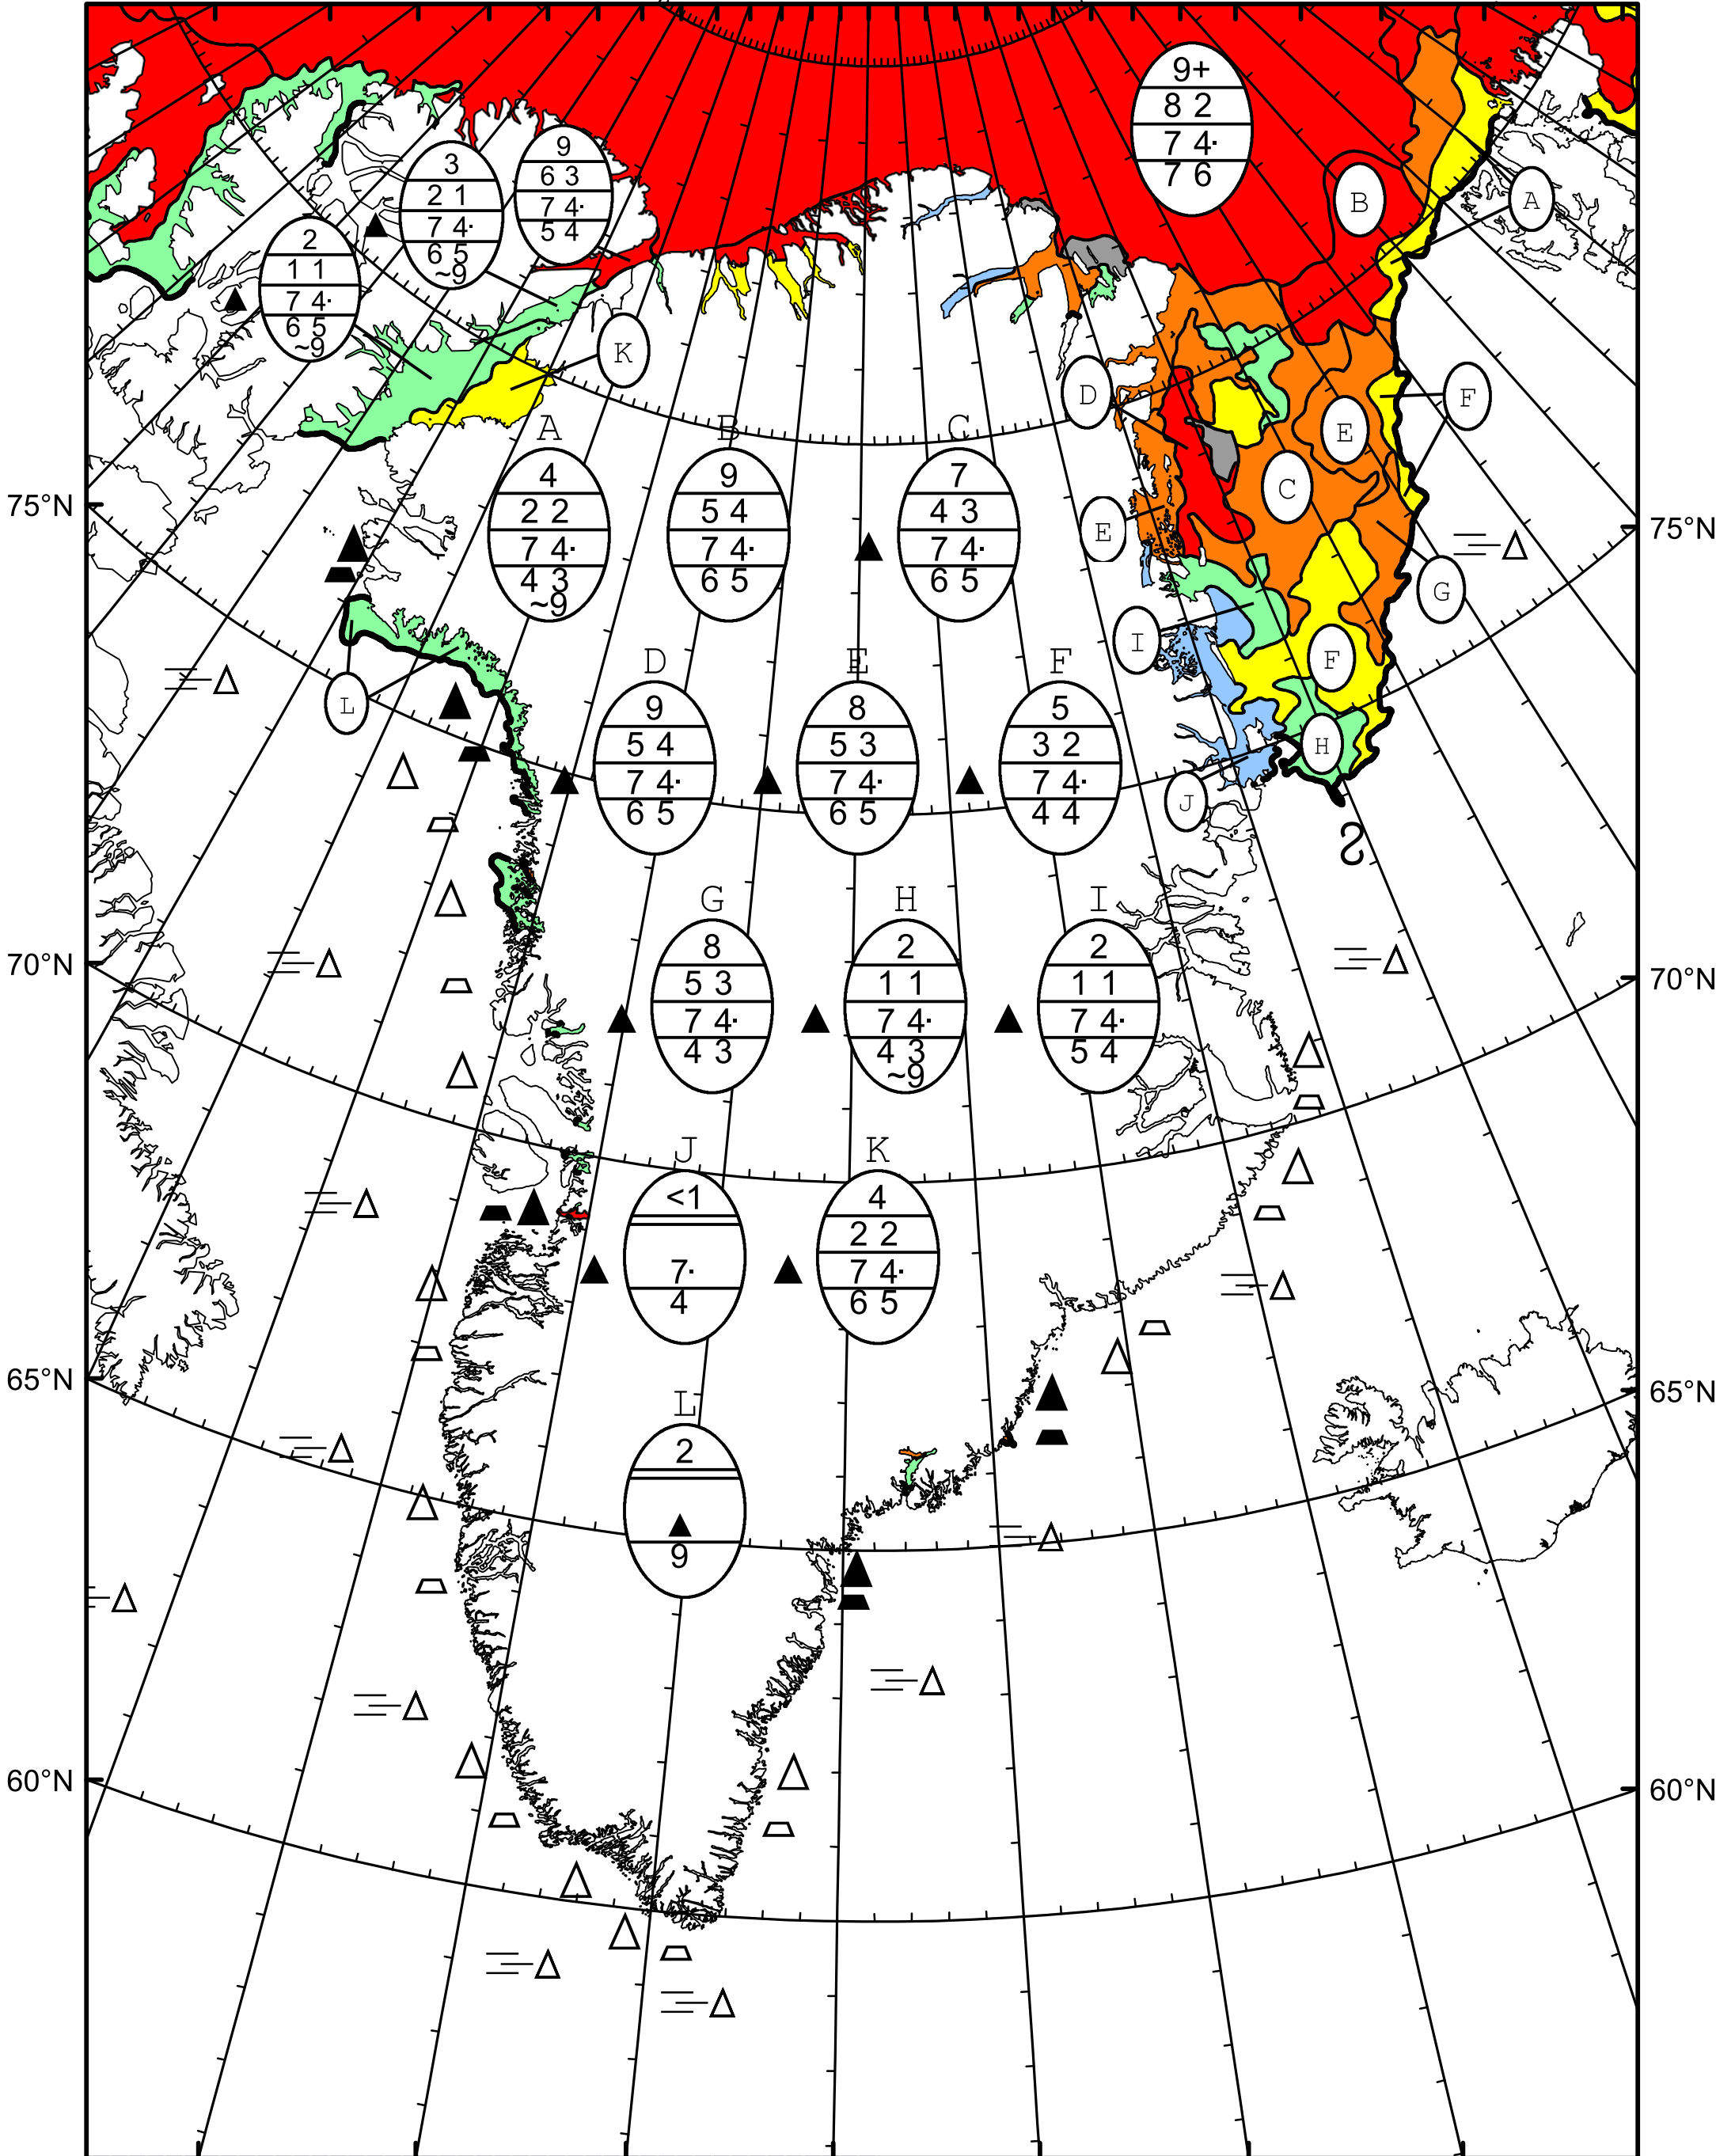 9+
8 2
7 4·
7 6
9
6 3
7 4·
5 4
3
2 1
7 4·
6 5
~9
2
1 1
7 4·
6 5
~9
B
A
K
D
F
E
C
E
G
I
F
L
H
J
75°N
75°N
A
4
2 2
7 4·
4 3
~9
B
9
5 4
7 4·
6 5
C
7
4 3
7 4·
6 5
D
9
5 4
7 4·
6 5
E
8
5 3
7 4·
6 5
F
5
3 2
7 4·
4 4
70°N
70°N
G
8
5 3
7 4·
4 3
H
2
1 1
7 4·
4 3
~9
I
2
1 1
7 4·
5 4
J
<1
7·
4
K
4
2 2
7 4·
6 5
65°N
65°N
L
2
9
60°N
60°N